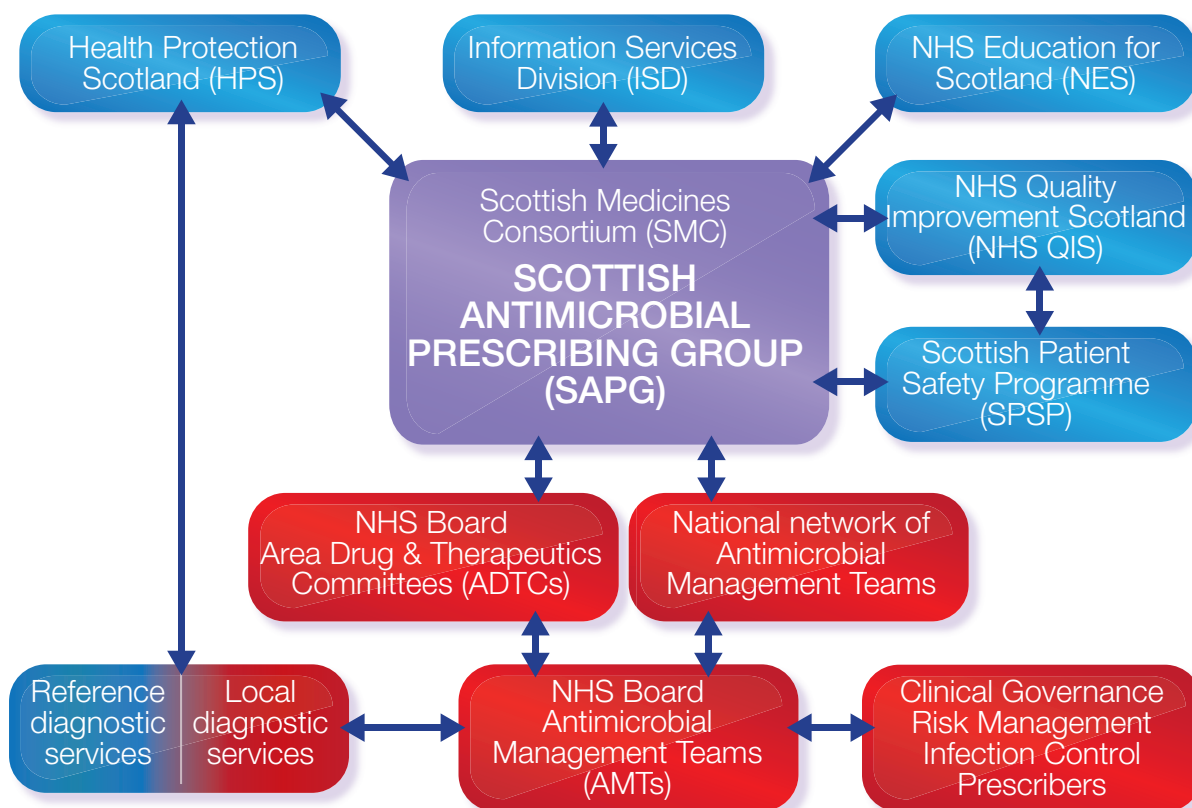 Health Protection
Scotland (HPS)
Information Services
Division (ISD)
NHS Education for
Scotland (NES)
Scottish Medicines
Consortium (SMC)
SCOTTISH
ANTIMICROBIAL
PRESCRIBING GROUP
(SAPG)
NHS Quality
Improvement Scotland
(NHS QIS)
Scottish Patient
Safety Programme
(SPSP)
NHS Board
Area Drug & Therapeutics
Committees (ADTCs)
National network of
Antimicrobial
Management Teams
Reference
diagnostic
services
Local
diagnostic
services
NHS Board
Antimicrobial
Management Teams
(AMTs)
Clinical Governance
Risk Management
Infection Control
Prescribers